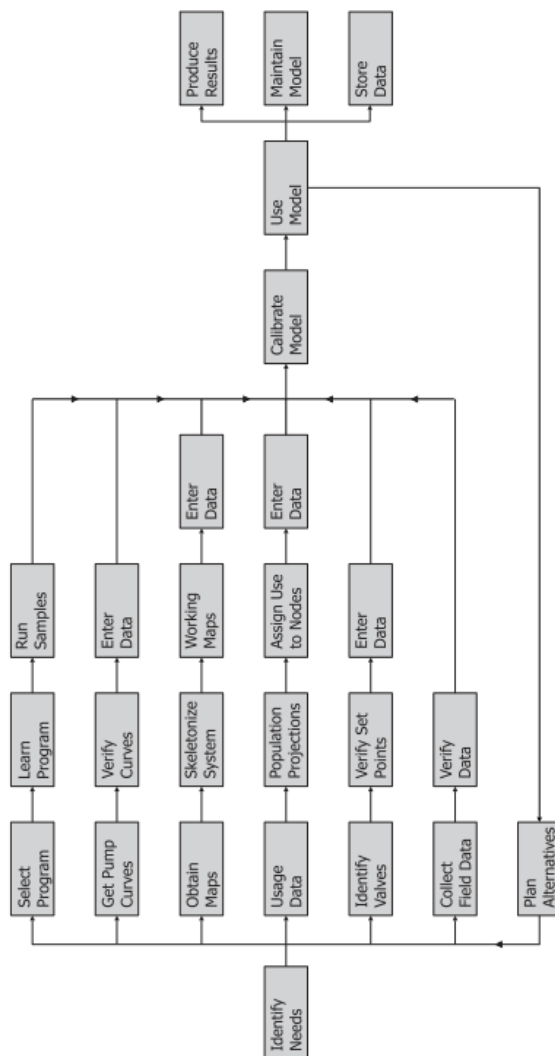 Identify
Needs
Select
Program
Learn
Program
Run
Samples
Get Pump
Curves
Verify
Curves
Enter
Data
Obtain
Maps
Skeletonize
System
Working
Maps
Enter
Data
Usage
Data
Population
Projections
Assign Use
to Nodes
Enter
Data
Identify
Valves
Verify Set
Points
Enter
Data
Collect
Field Data
Verify
Data
Plan
Alternatives
Calibrate
Model
Use
Model
Produce
Results
Maintain
Model
Store
Data